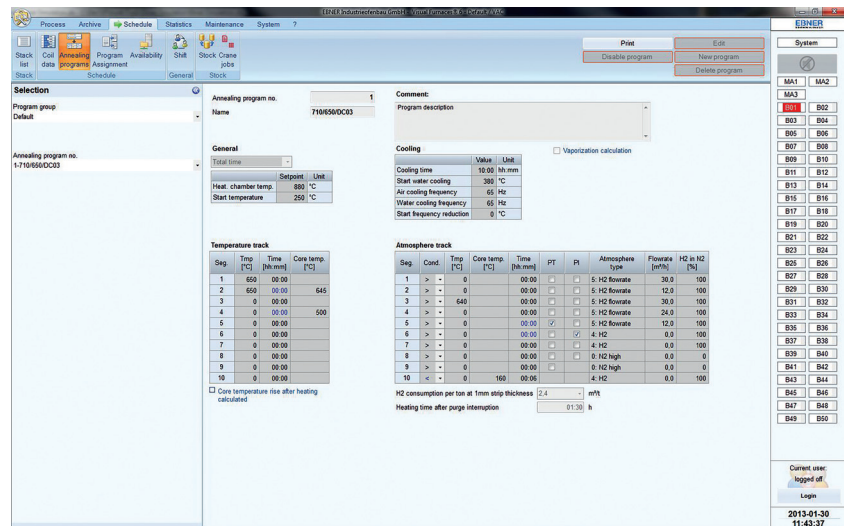 EBNER Industrieofenbau GmbH - Visual Furnaces 5.6 - Default / VAC
Process Archive Schedule Statistics Maintenance System ?
EBNER
Stack list
Coil data
Annealing programs
Program Assignment
Availability
Shift
Stock
Crane jobs
Stack Schedule General Stock
Print Edit
Disable program New program
Delete program
System
Selection
Program group
Default
Annealing program no.
1-710/650/DC03
Annealing program no. 1
Name 710/650/DC03
Comment:
Program description
General
Total time
Setpoint Unit
Heat. chamber temp. 880 °C
Start temperature 250 °C
Cooling
Vaporization calculation
Value Unit
Cooling time 10:00 hh:mm
Start water cooling 380 °C
Air cooling frequency 65 Hz
Water cooling frequency 65 Hz
Start frequency reduction 0 °C
Temperature track
Seg. Tmp [°C] Time [hh:mm] Core temp. [°C]
1 650 00:00
2 650 00:00 645
3 0 00:00
4 0 00:00 500
5 0 00:00
6 0 00:00
7 0 00:00
8 0 00:00
9 0 00:00
10 0 00:00
Core temperature rise after heating
calculated
Atmosphere track
Seg. Cond. Tmp [°C] Core temp. [°C] Time [hh:mm] PT PI Atmosphere type Flowrate [m³/h] H2 in N2 [%]
1 > 0 00:00 5: H2 flowrate 30,0 100
2 > 0 00:00 5: H2 flowrate 12,0 100
3 > 640 00:00 5: H2 flowrate 30,0 100
4 > 0 00:00 5: H2 flowrate 24,0 100
5 > 0 00:00 5: H2 flowrate 12,0 100
6 > 0 00:00 4: H2 0,0 100
7 > 0 00:00 4: H2 0,0 100
8 > 0 00:00 0: N2 high 0,0 0
9 > 0 00:00 0: N2 high 0,0 0
10 < 0 160 00:06 4: H2 0,0 100
H2 consumption per ton at 1mm strip thickness 2,4 m³/t
Heating time after purge interruption 01:30 h
MA1 MA2
MA3
B01 B02
B03 B04
B05 B06
B07 B08
B09 B10
B11 B12
B13 B14
B15 B16
B17 B18
B19 B20
B21 B22
B23 B24
B25 B26
B27 B28
B29 B30
B31 B32
B33 B34
B35 B36
B37 B38
B39 B40
B41 B42
B43 B44
B45 B46
B47 B48
B49 B50
Current user:
logged off
Login
2013-01-30
11:43:37